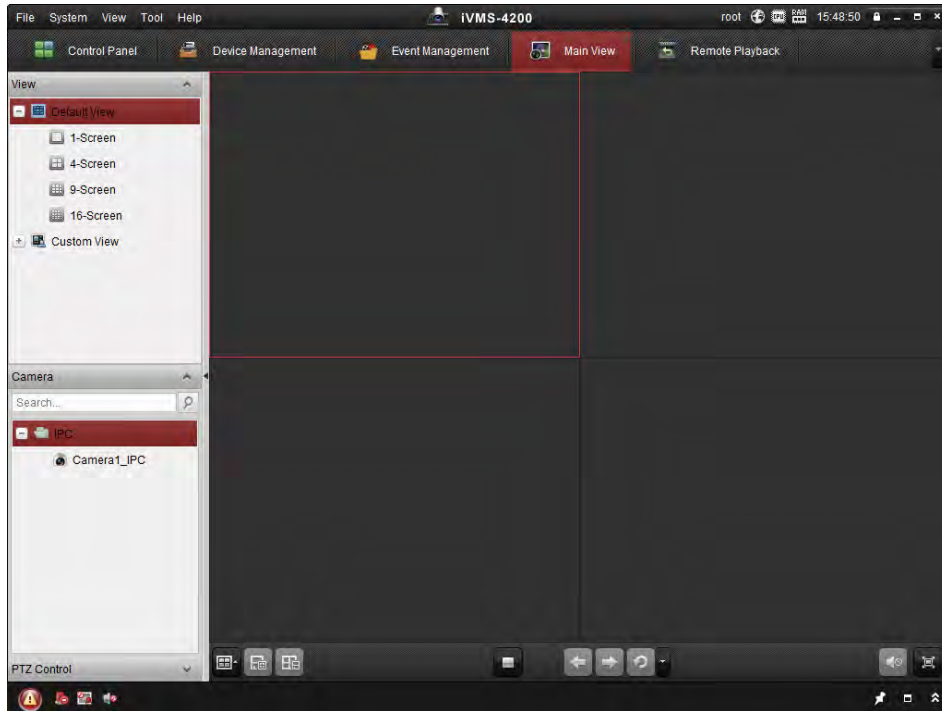 File System View Tool Help iVMS-4200 root CPU RAM 15:48:50
Control Panel Device Management Event Management Main View Remote Playback
View
Default View
1-Screen
4-Screen
9-Screen
16-Screen
Custom View
Camera
Search...
IPC
Camera1_IPC
PTZ Control